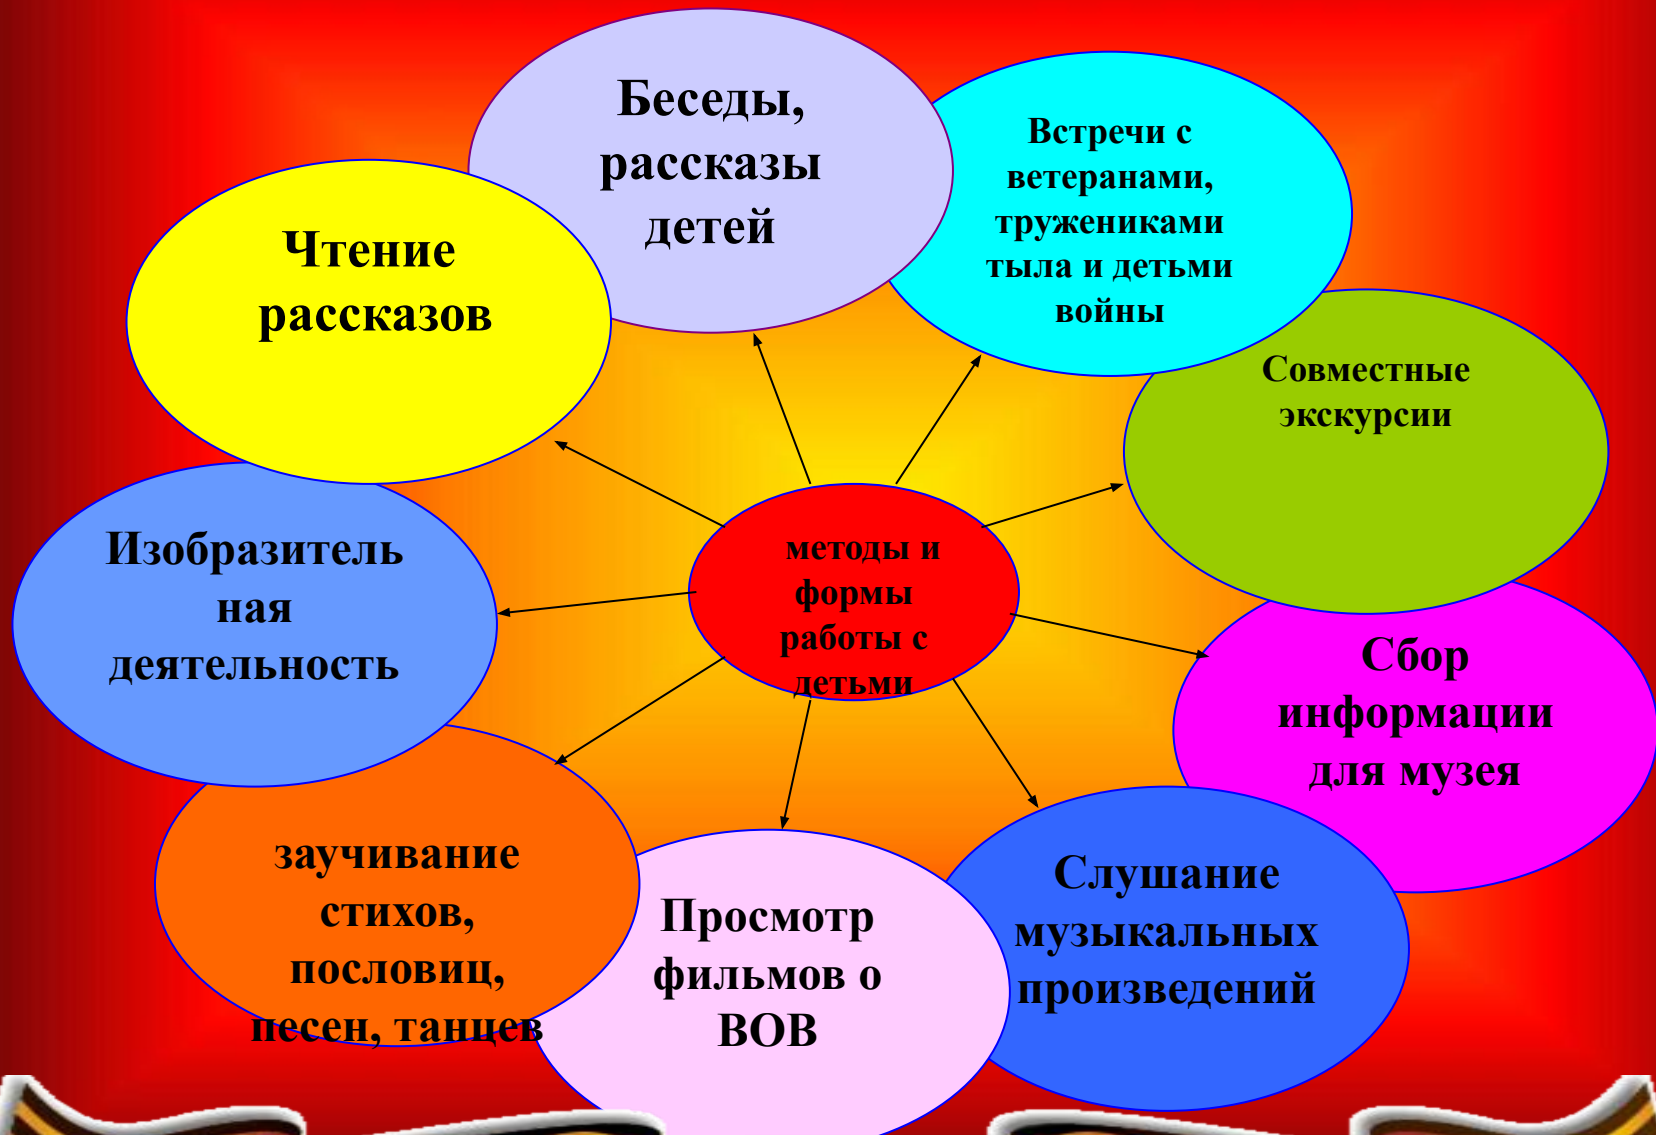 Беседы,
рассказы
детей
Встречи с
ветеранами,
тружениками
тыла и детьми
войны
Чтение
рассказов
Совместные
экскурсии
Изобразитель
ная
деятельность
методы и
формы
работы с
детьми
Сбор
информации
для музея
заучивание
стихов,
пословиц,
песен, танцев
Просмотр
фильмов о
ВОВ
Слушание
музыкальных
произведений